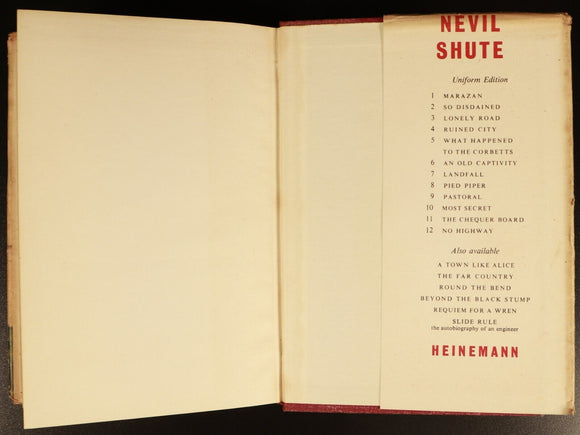 NEVIL
SHUTE
Uniform Edition
1 MARAZAN
2 SO DISDAINED
3 LONELY ROAD
4 RUINED CITY
5 WHAT HAPPENED
TO THE CORBETTS
6 AN OLD CAPTIVITY
7 LANDFALL
8 PIED PIPER
9 PASTORAL
10 MOST SECRET
11 THE CHEQUER BOARD
12 NO HIGHWAY
Also available
A TOWN LIKE ALICE
THE FAR COUNTRY
ROUND THE BEND
BEYOND THE BLACK STUMP
REQUIEM FOR A WREN
SLIDE RULE
the autobiography of an engineer
HEINEMANN